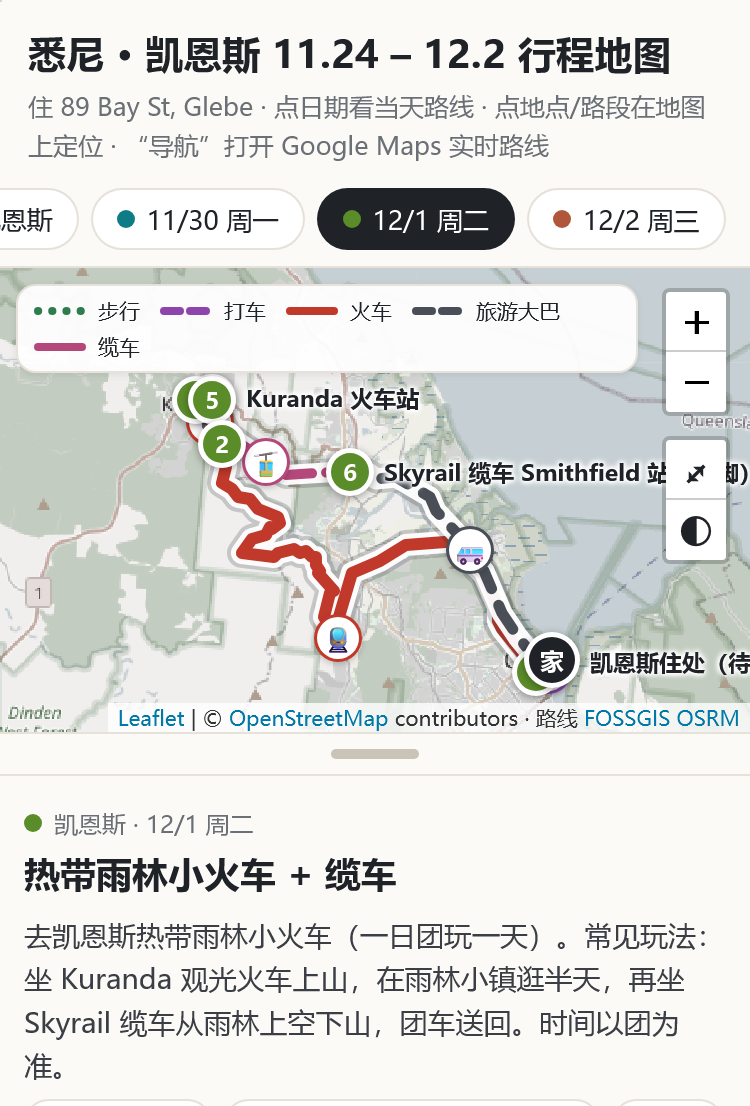 悉尼 • 凯恩斯 11.24 – 12.2 行程地图
住 89 Bay St, Glebe · 点日期看当天路线 · 点地点/路段在地图
上定位 · “导航”打开 Google Maps 实时路线
恩斯
11/30 周一
12/1 周二
12/2 周三
步行
打车
火车
旅游大巴
缆车
+
−
5
Kuranda 火车站
2
6
Skyrail 缆车 Smithfield 站
脚）
1
家
凯恩斯住处（待
Dinden
Leaflet | © OpenStreetMap contributors · 路线 FOSSGIS OSRM
凯恩斯 · 12/1 周二
热带雨林小火车 + 缆车
去凯恩斯热带雨林小火车（一日团玩一天）。常见玩法：
坐 Kuranda 观光火车上山，在雨林小镇逛半天，再坐
Skyrail 缆车从雨林上空下山，团车送回。时间以团为
准。